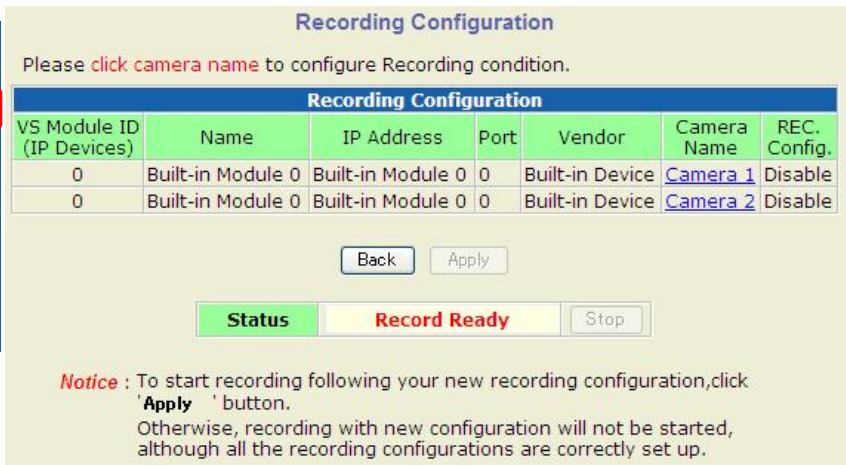 Recording Configuration
Please click camera name to configure Recording condition.
Recording Configuration
VS Module ID (IP Devices) Name IP Address Port Vendor Camera Name REC. Config.
0 Built-in Module 0 Built-in Module 0 0 Built-in Device Camera 1 Disable
0 Built-in Module 0 Built-in Module 0 0 Built-in Device Camera 2 Disable
Back Apply
Status Record Ready Stop
Notice : To start recording following your new recording configuration,click
'Apply ' button.
Otherwise, recording with new configuration will not be started,
although all the recording configurations are correctly set up.